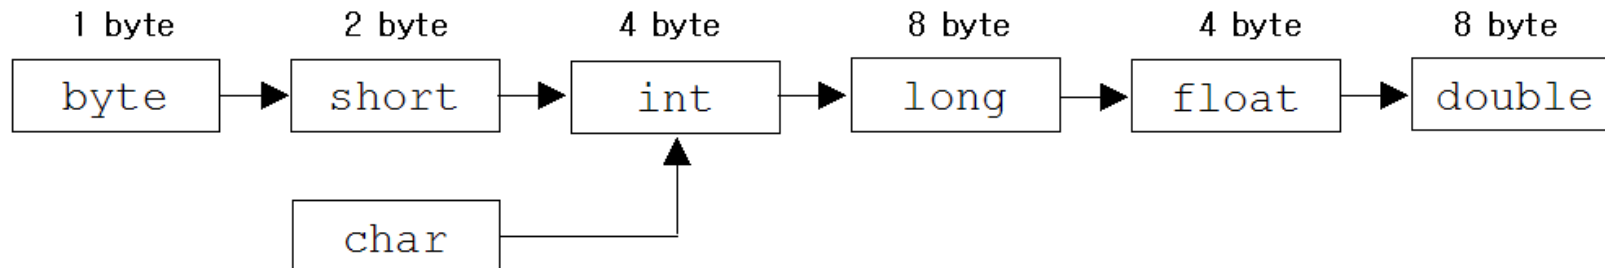 1 byte 2 byte 4 byte 8 byte 4 byte 8 byte
byte short int long float double
char